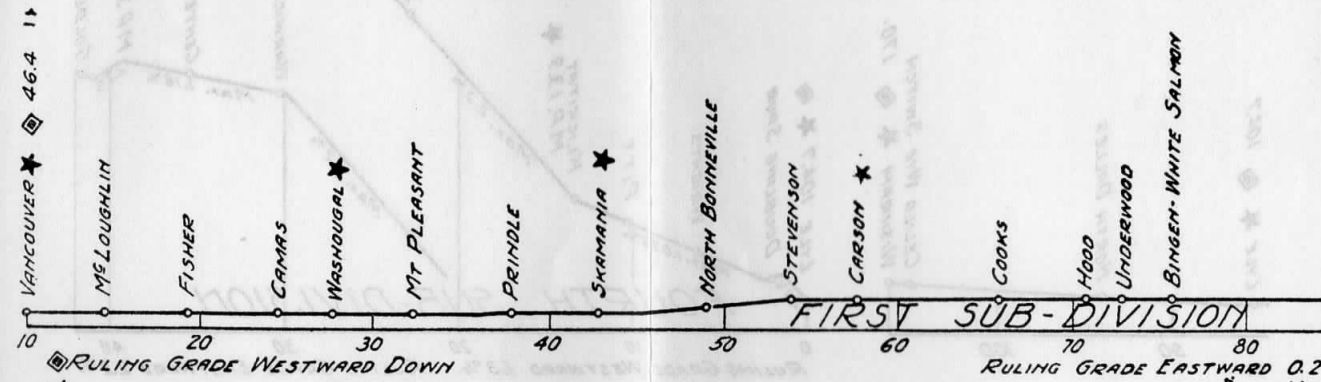 VANCOUVER ★ ◈ 46.4
McLOUGHLIN
FISHER
CAMAS
WASHOUGAL ★
MT PLEASANT
PRINDLE
SKAMANIA ★
NORTH BONNEVILLE
STEVENSON
CARSON ★
COOKS
HOOD
UNDERWOOD
BINGEN-WHITE SALMON
FIRST SUB-DIVISION
10 20 30 40 50 60 70 80
◈RULING GRADE WESTWARD DOWN
RULING GRADE EASTWARD 0.2